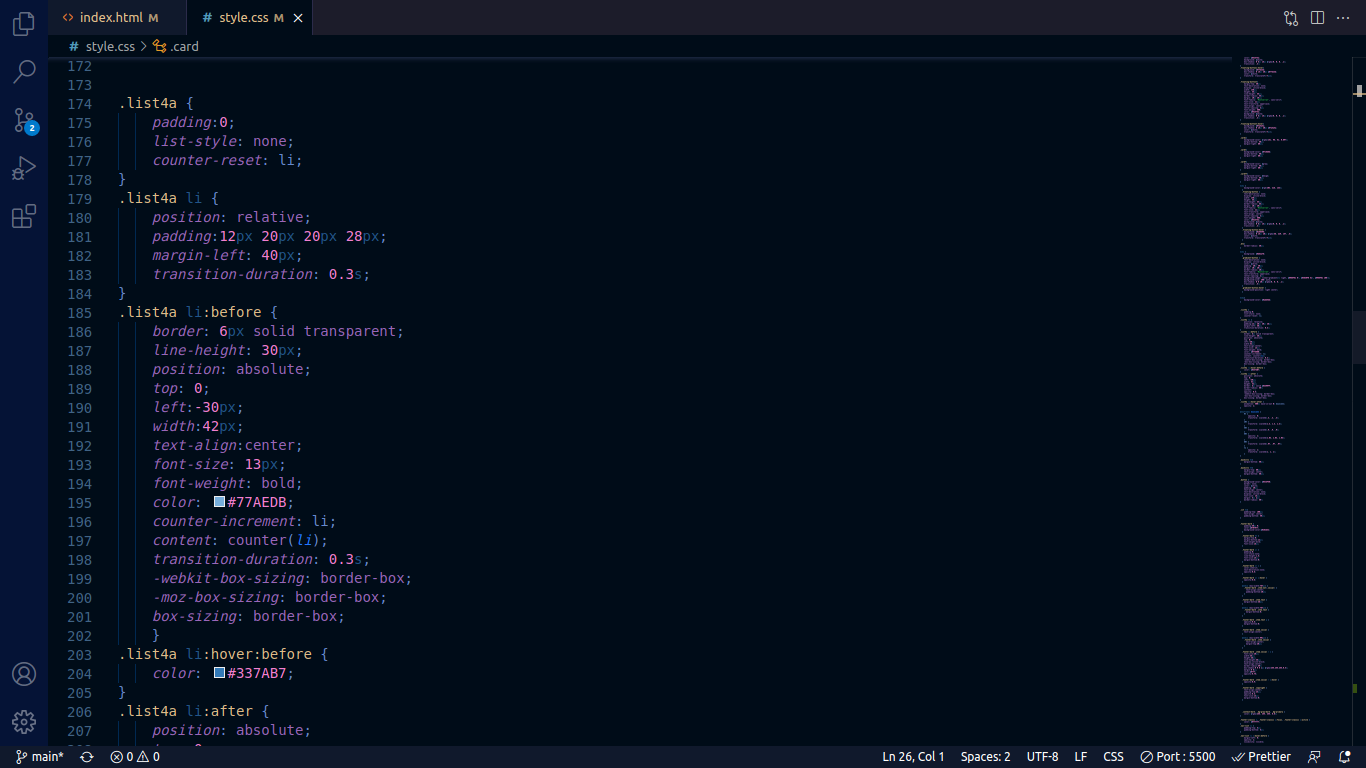 index.html M
# style.css M
# style.css > .card
172
173
174 .list4a {
175 padding:0;
176 list-style: none;
177 counter-reset: li;
178 }
179 .list4a li {
180 position: relative;
181 padding:12px 20px 20px 28px;
182 margin-left: 40px;
183 transition-duration: 0.3s;
184 }
185 .list4a li:before {
186 border: 6px solid transparent;
187 line-height: 30px;
188 position: absolute;
189 top: 0;
190 left:-30px;
191 width:42px;
192 text-align:center;
193 font-size: 13px;
194 font-weight: bold;
195 color: #77AEDB;
196 counter-increment: li;
197 content: counter(li);
198 transition-duration: 0.3s;
199 -webkit-box-sizing: border-box;
200 -moz-box-sizing: border-box;
201 box-sizing: border-box;
202 }
203 .list4a li:hover:before {
204 color: #337AB7;
205 }
206 .list4a li:after {
207 position: absolute;
2
main* 0 0 Ln 26, Col 1 Spaces: 2 UTF-8 LF CSS Port : 5500 Prettier